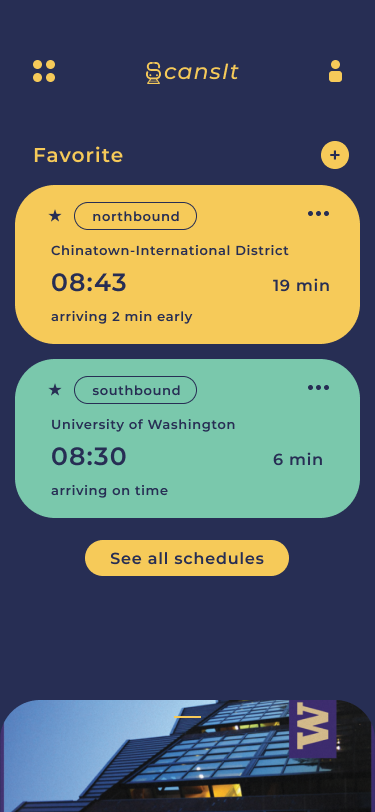 ScansIt
Favorite
northbound
Chinatown-International District
08:43
19 min
arriving 2 min early
southbound
University of Washington
08:30
6 min
arriving on time
See all schedules
W